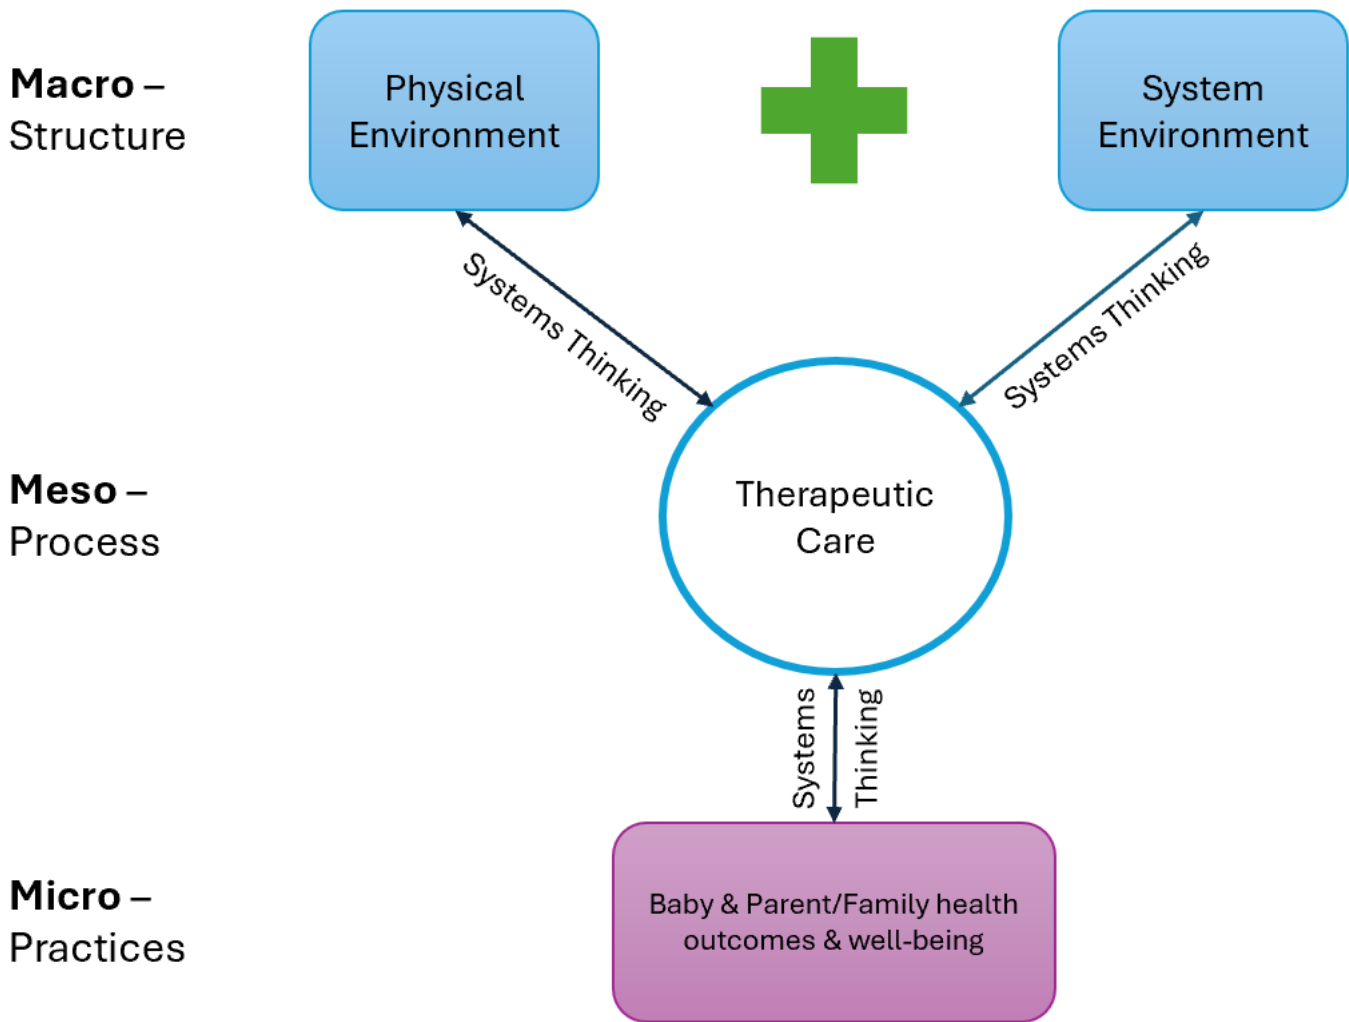 Macro –
Structure
Physical
Environment
System
Environment
Systems Thinking
Systems Thinking
Meso –
Process
Therapeutic
Care
Systems
Thinking
Micro –
Practices
Baby & Parent/Family health
outcomes & well-being